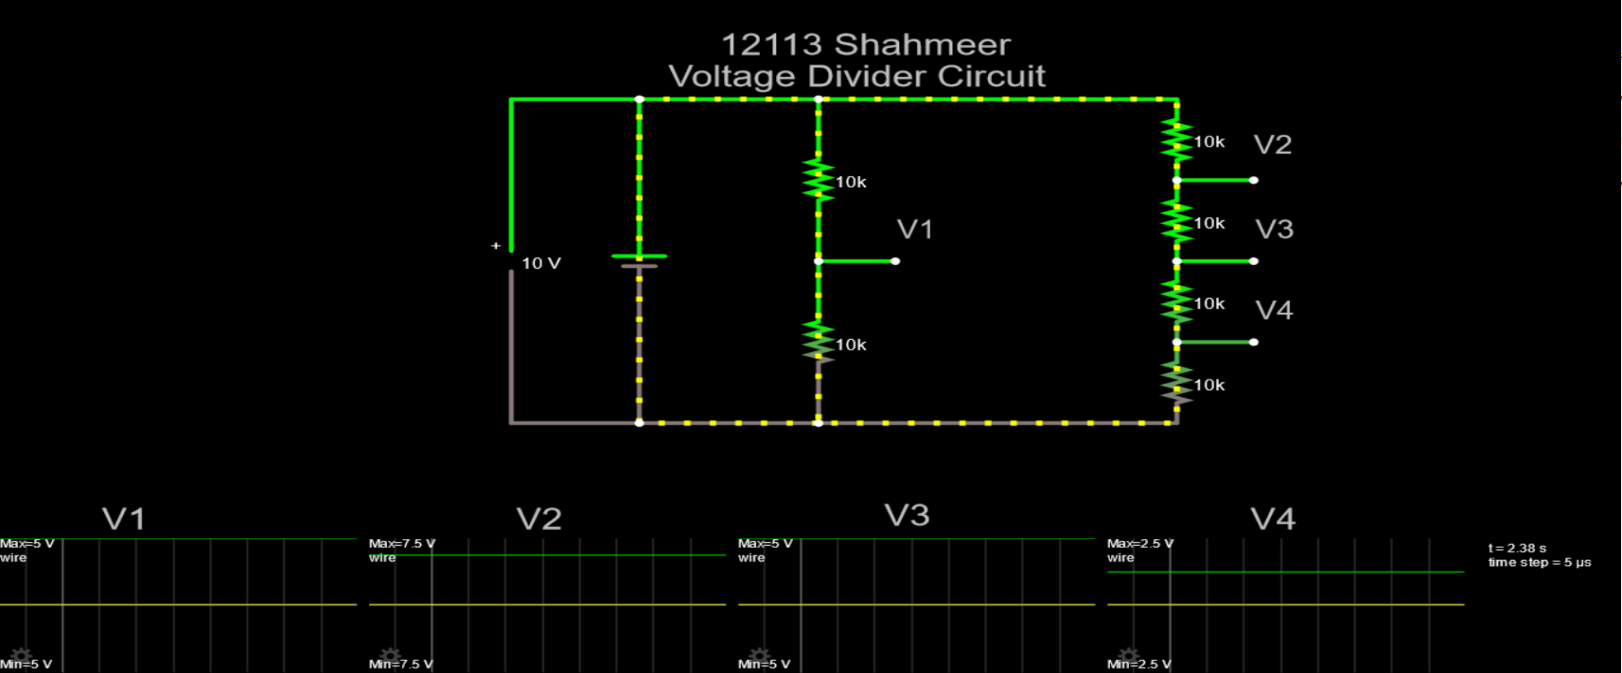 12113 Shahmeer
Voltage Divider Circuit
10k
V2
10k
10k
V1
V3
+
10 V
10k
V4
10k
10k
V1
V2
V3
V4
Max=5 V
wire
Max=7.5 V
wire
Max=5 V
wire
Max=2.5 V
wire
t = 2.38 s
time step = 5 µs
Min=5 V
Min=7.5 V
Min=5 V
Min=2.5 V